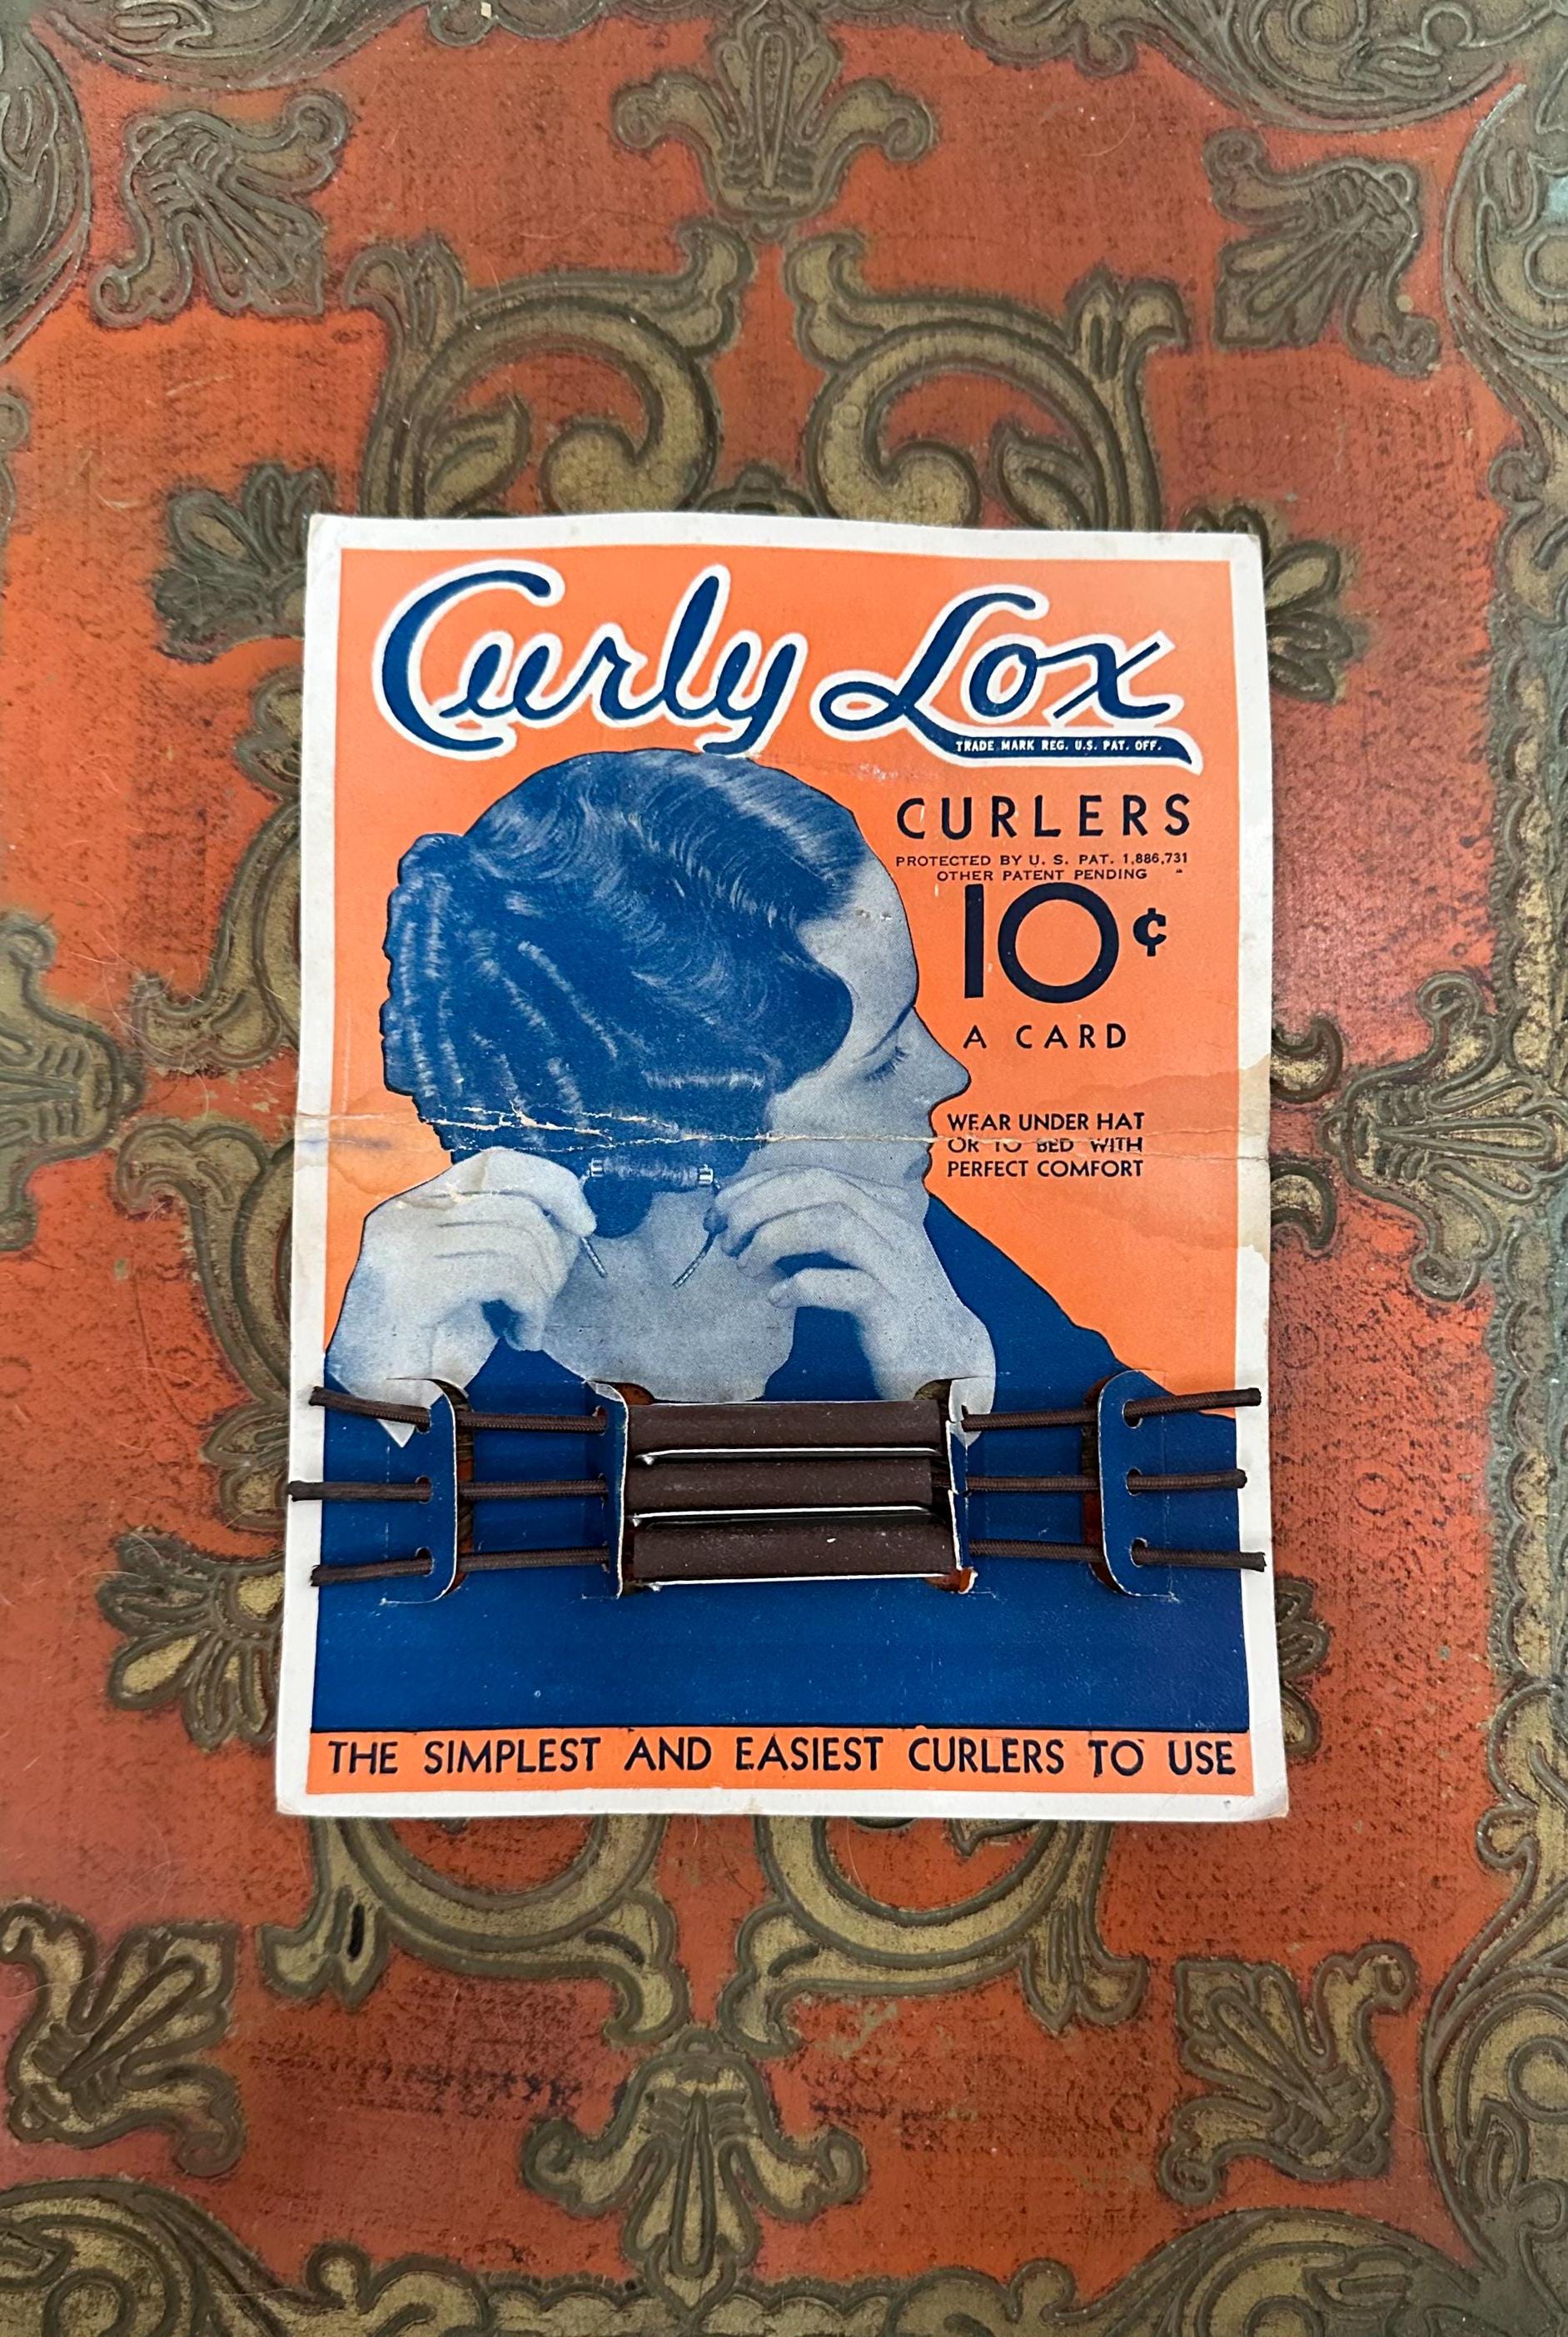 Curly Lox
TRADE MARK REG. U.S. PAT. OFF.
CURLERS
PROTECTED BY U. S. PAT. 1,886,731
OTHER PATENT PENDING
10¢
A CARD
WEAR UNDER HAT
OR TO BED WITH
PERFECT COMFORT
THE SIMPLEST AND EASIEST CURLERS TO USE